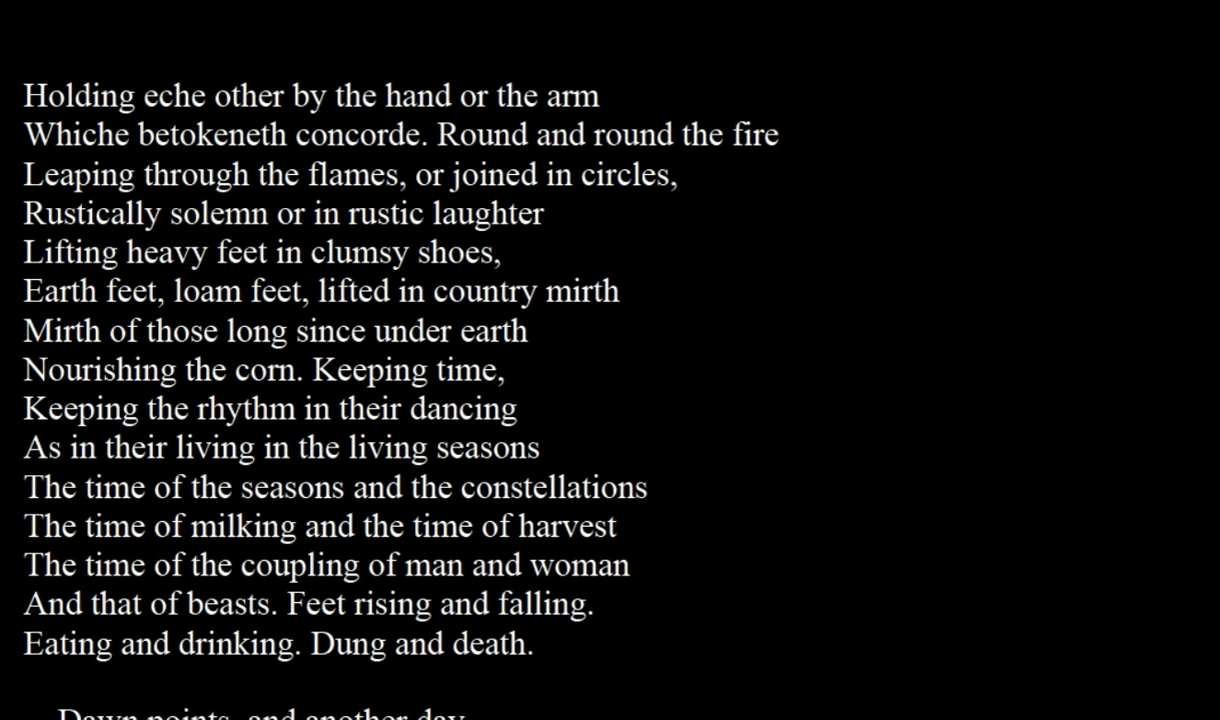 Holding eche other by the hand or the arm
Whiche betokeneth concorde. Round and round the fire
Leaping through the flames, or joined in circles,
Rustically solemn or in rustic laughter
Lifting heavy feet in clumsy shoes,
Earth feet, loam feet, lifted in country mirth
Mirth of those long since under earth
Nourishing the corn. Keeping time,
Keeping the rhythm in their dancing
As in their living in the living seasons
The time of the seasons and the constellations
The time of milking and the time of harvest
The time of the coupling of man and woman
And that of beasts. Feet rising and falling.
Eating and drinking. Dung and death.
Dawn points, and another day